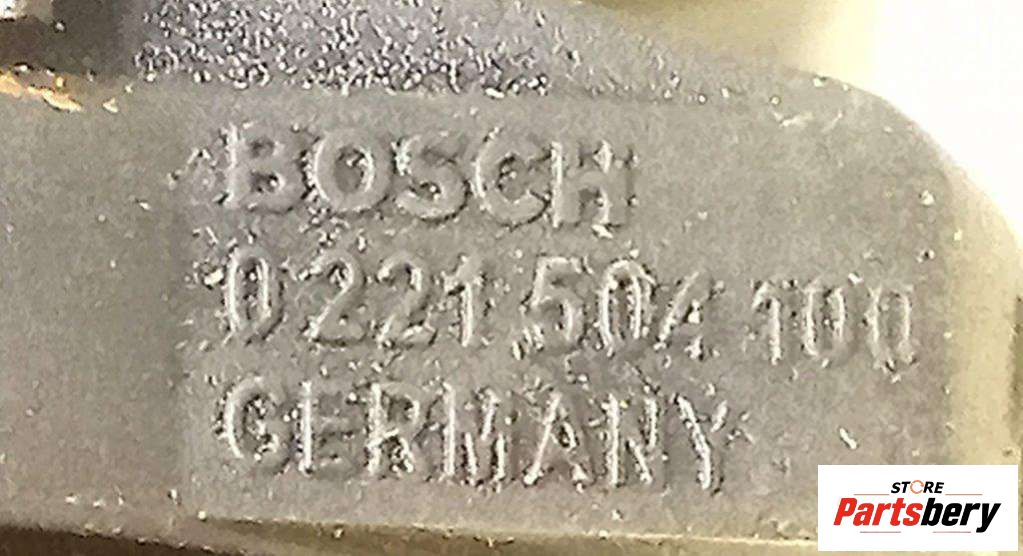 BOSCH
0 221 504 100
GERMANY
STORE
Partsbery